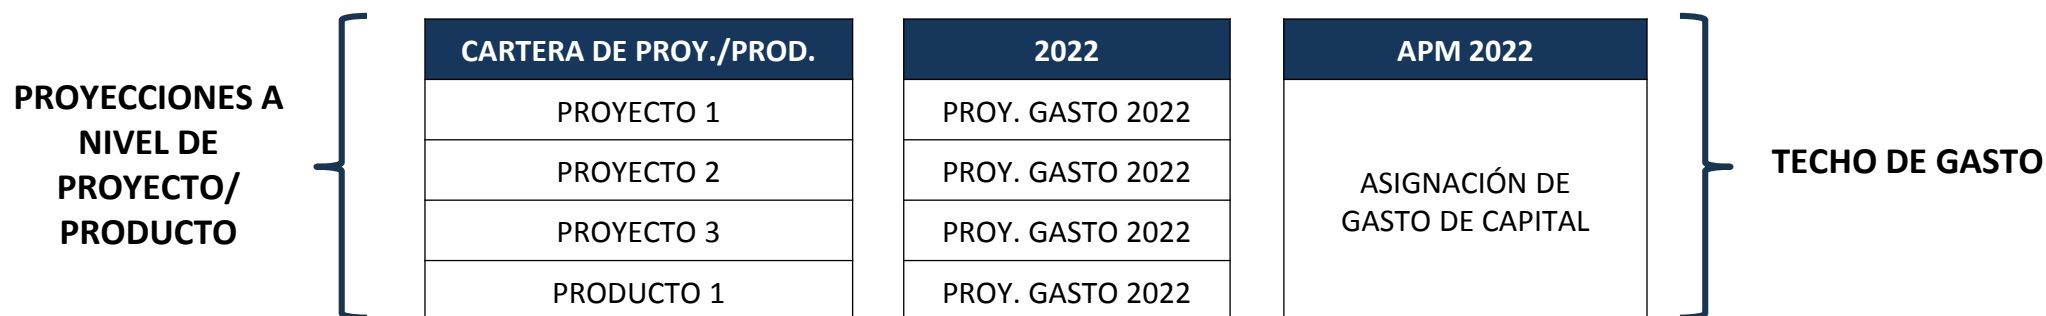 PROYECCIONES A
NIVEL DE
PROYECTO/
PRODUCTO
CARTERA DE PROY./PROD.
PROYECTO 1
PROYECTO 2
PROYECTO 3
PRODUCTO 1
2022
PROY. GASTO 2022
PROY. GASTO 2022
PROY. GASTO 2022
PROY. GASTO 2022
APM 2022
ASIGNACIÓN DE
GASTO DE CAPITAL
TECHO DE GASTO